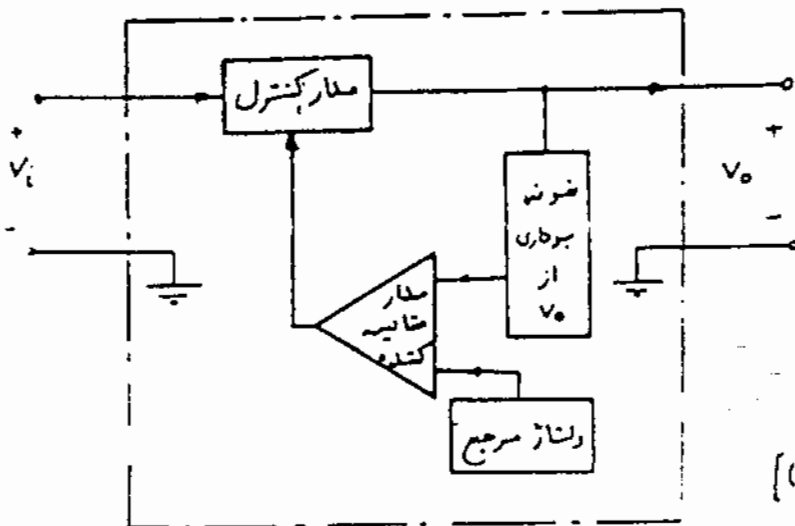 مدار کنترل
+
Vi
-
نمونه
برداری
از
Vo
+
Vo
-
مدار
مقایسه
کننده
ولتاژ مرجع